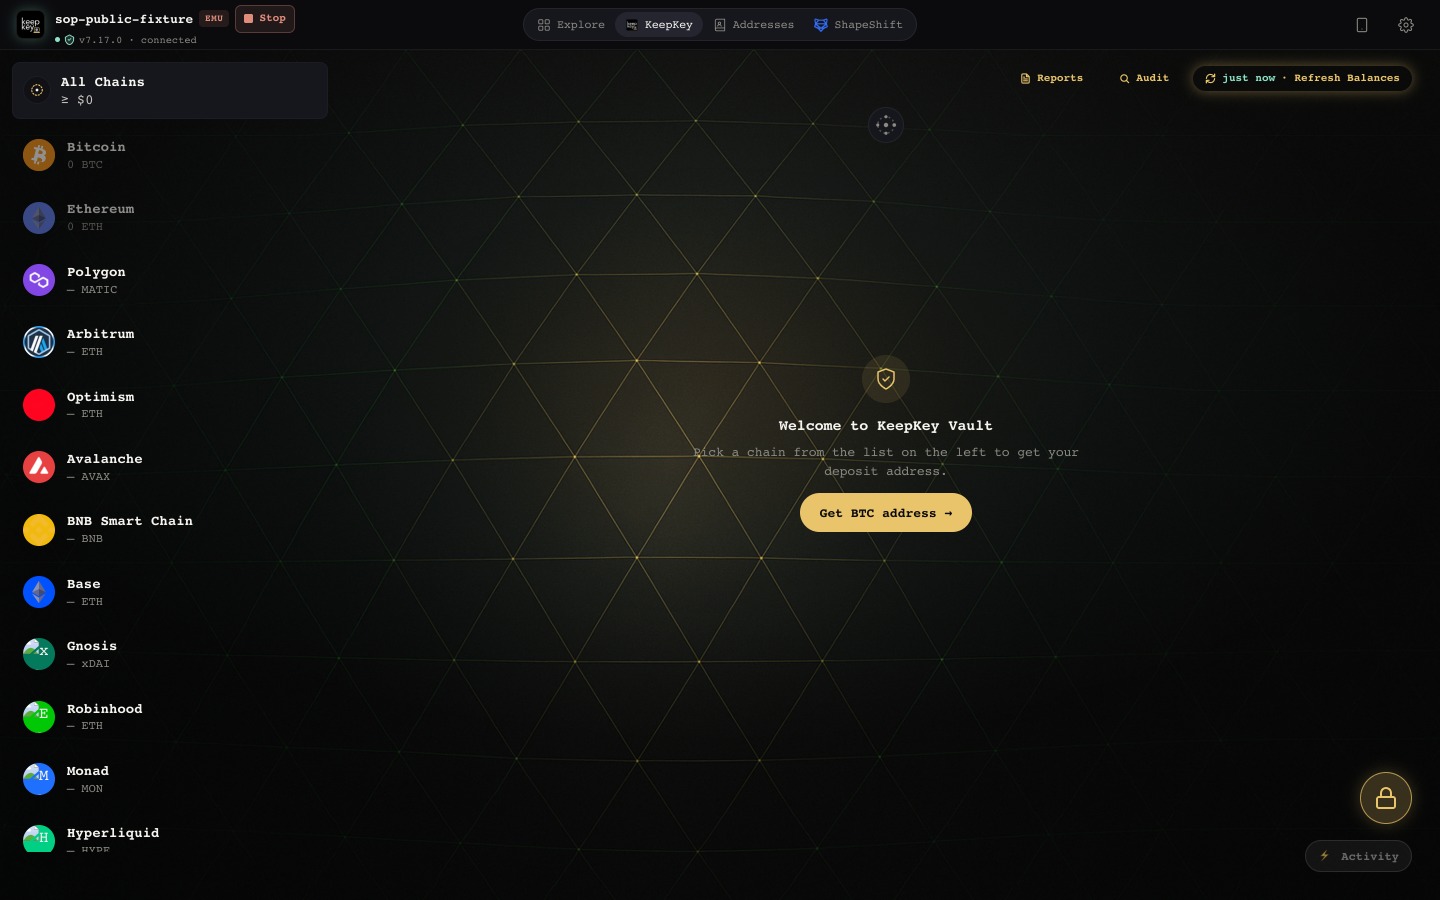 keep
key
sop-public-fixture
EMU
Stop
v7.17.0 · connected
Explore
KeepKey
Addresses
ShapeShift
All Chains
≥ $0
Reports
Audit
just now · Refresh Balances
Bitcoin
0 BTC
Ethereum
0 ETH
Polygon
— MATIC
Arbitrum
— ETH
Optimism
— ETH
Avalanche
— AVAX
BNB Smart Chain
— BNB
Base
— ETH
x
Gnosis
— xDAI
E
Robinhood
— ETH
M
Monad
— MON
H
Hyperliquid
— HYPE
Welcome to KeepKey Vault
Pick a chain from the list on the left to get your
deposit address.
Get BTC address →
Activity